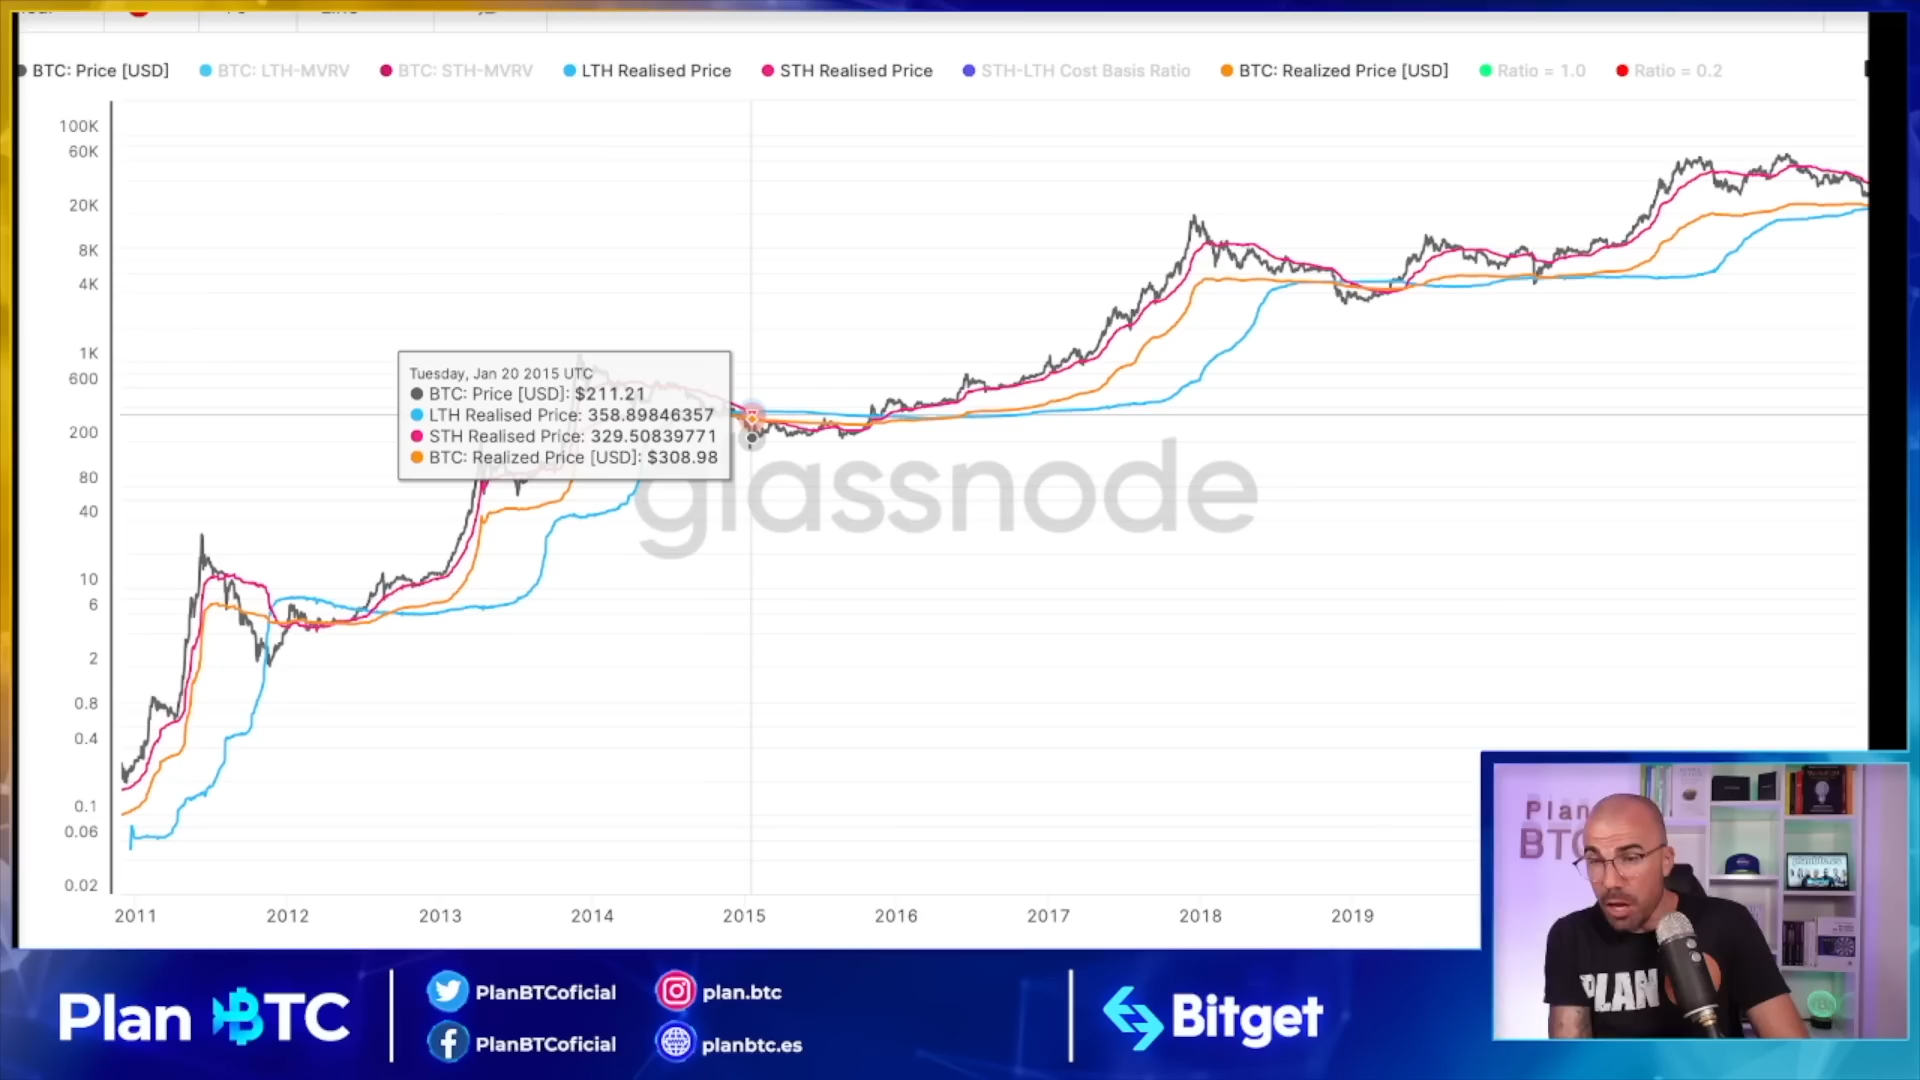 BTC: Price [USD] BTC: LTH-MVRV BTC: STH-MVRV LTH Realised Price STH Realised Price STH-LTH Cost Basis Ratio BTC: Realized Price [USD] Ratio = 1.0 Ratio = 0.2
100K
60K
20K
8K
4K
1K
600
200
80
40
10
6
2
0.8
0.4
0.1
0.06
0.02
Tuesday, Jan 20 2015 UTC
BTC: Price [USD]: $211.21
LTH Realised Price: 358.89846357
STH Realised Price: 329.50839771
BTC: Realized Price [USD]: $308.98
glassnode
2011 2012 2013 2014 2015 2016 2017 2018 2019
Plan
BTC
planbtc.es
PLAN
Plan BTC
PlanBTCoficial
plan.btc
PlanBTCoficial
planbtc.es
Bitget